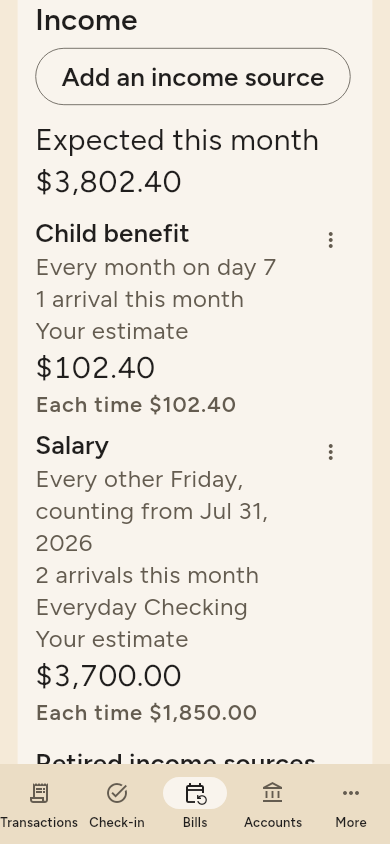 Income
Add an income source
Expected this month
$3,802.40
Child benefit
Every month on day 7
1 arrival this month
Your estimate
$102.40
Each time $102.40
Salary
Every other Friday,
counting from Jul 31,
2026
2 arrivals this month
Everyday Checking
Your estimate
$3,700.00
Each time $1,850.00
Retired income sources
Transactions
Check-in
Bills
Accounts
More